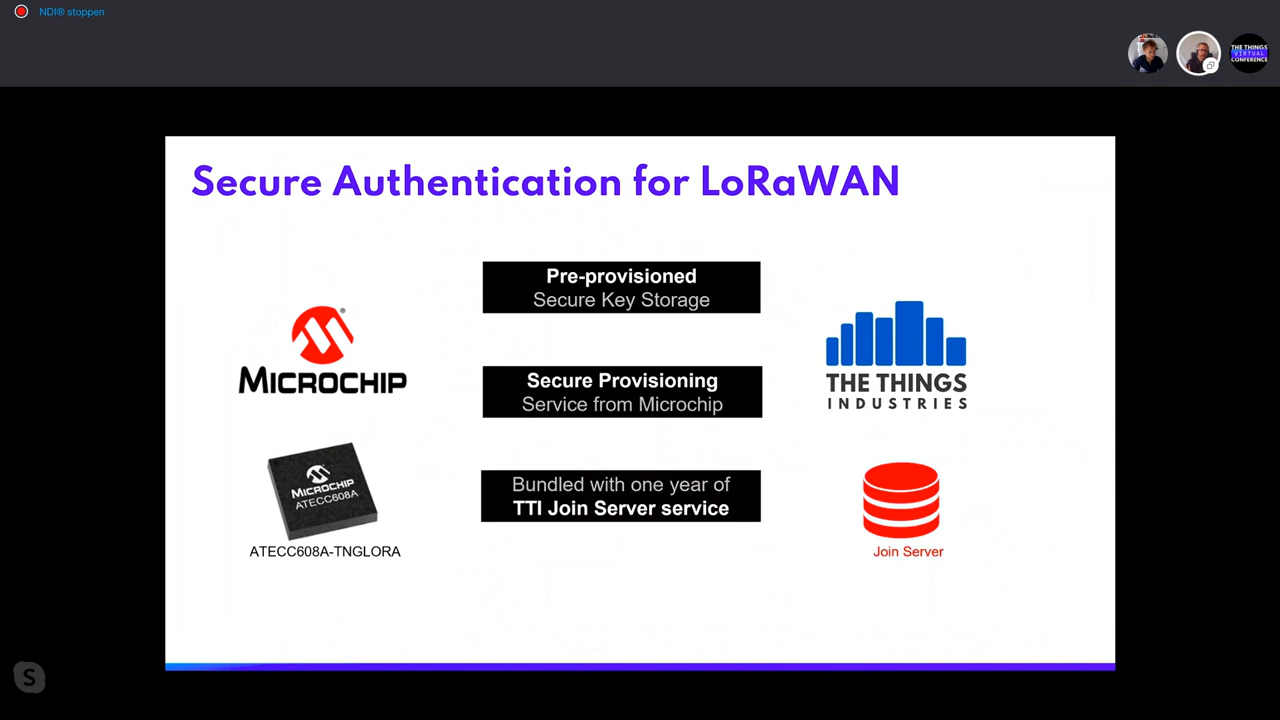 NDI® stoppen
THE THINGS
VIRTUAL
CONFERENCE
Secure Authentication for LoRaWAN
Pre-provisioned
Secure Key Storage
MICROCHIP
®
THE THINGS
INDUSTRIES
Secure Provisioning
Service from Microchip
MICROCHIP
ATECC608A
Bundled with one year of
TTI Join Server service
ATECC608A-TNGLORA
Join Server
S